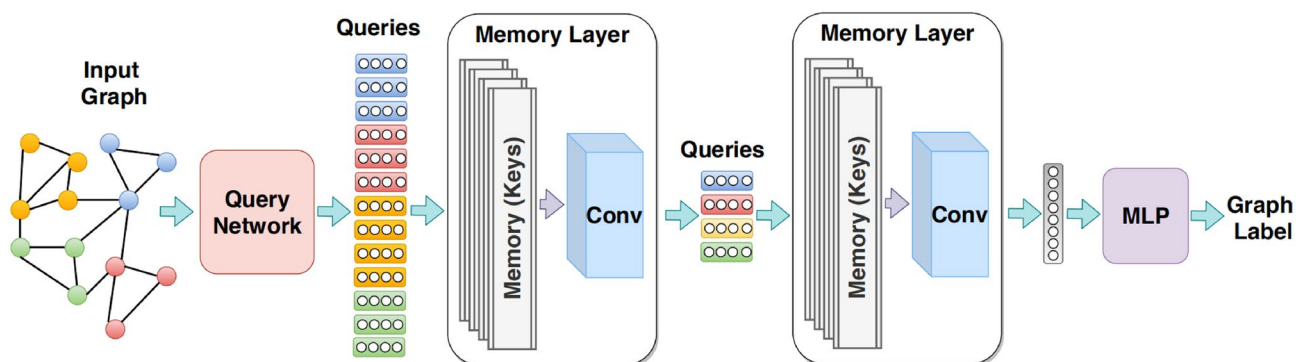 Input
Graph
Query
Network
Queries
Memory Layer
Memory (Keys)
Conv
Queries
Memory Layer
Memory (Keys)
Conv
MLP
Graph
Label